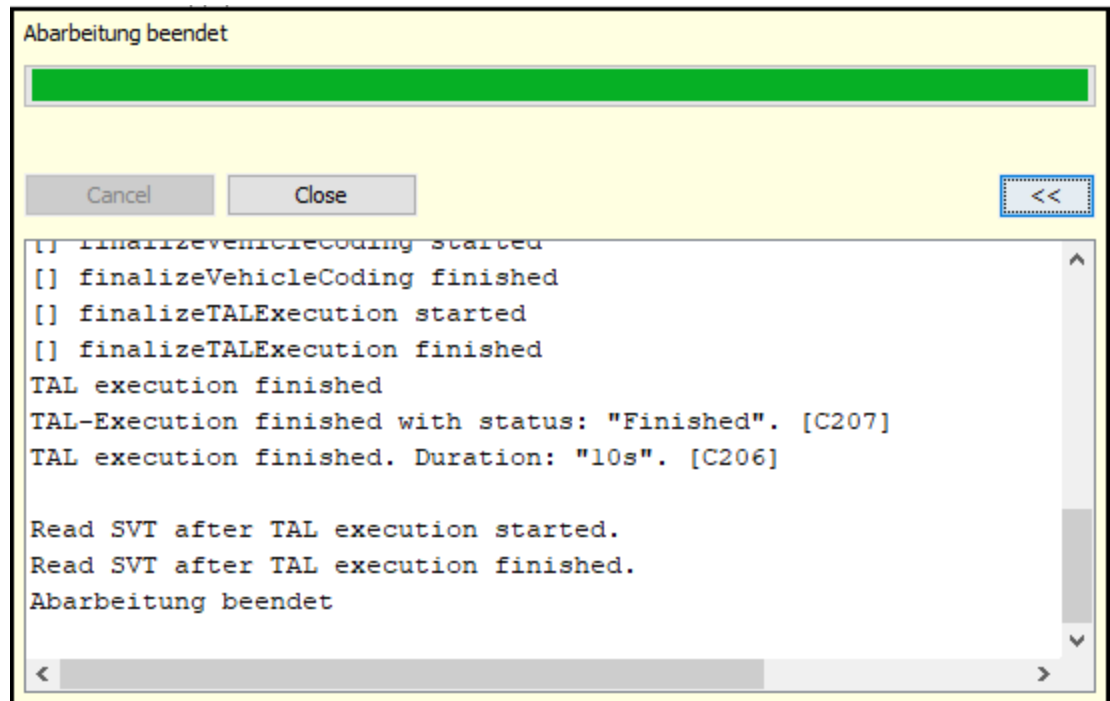 Abarbeitung beendet
Cancel
Close
<<
[] finalizeVehicleCoding started
[] finalizeVehicleCoding finished
[] finalizeTALExecution started
[] finalizeTALExecution finished
TAL execution finished
TAL-Execution finished with status: "Finished". [C207]
TAL execution finished. Duration: "10s". [C206]
Read SVT after TAL execution started.
Read SVT after TAL execution finished.
Abarbeitung beendet